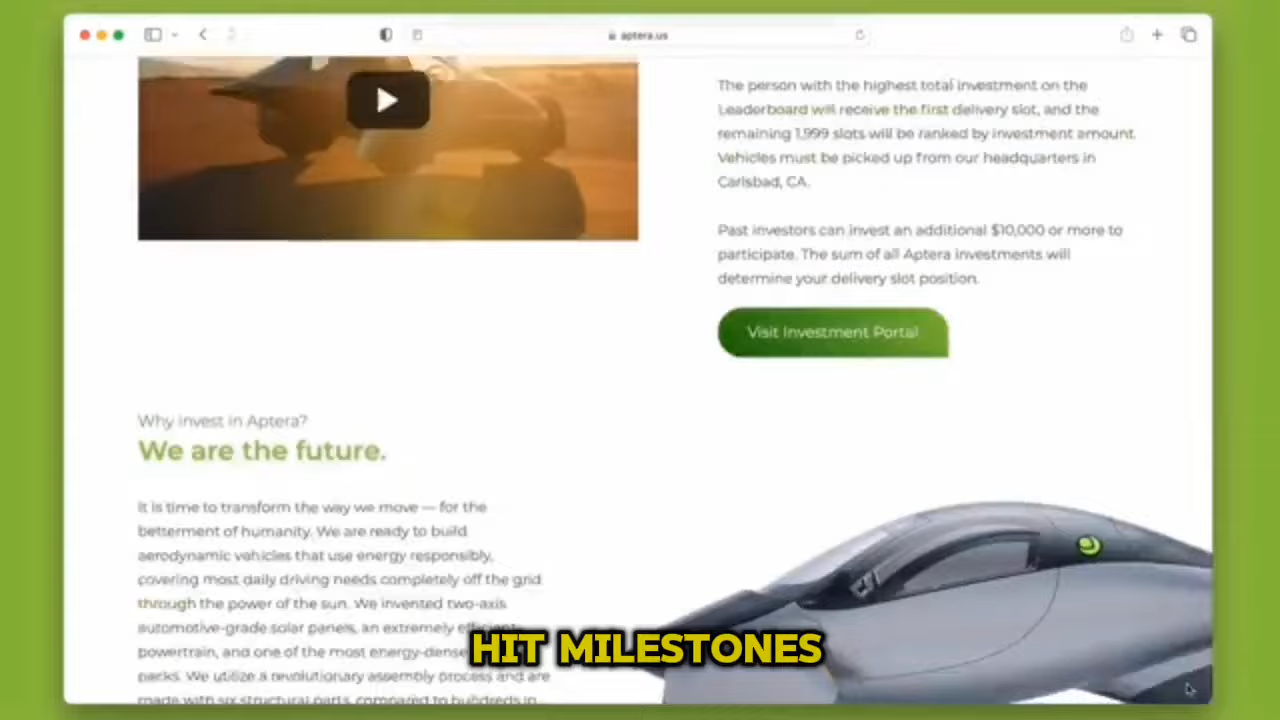 aptera.us
The person with the highest total investment on the
Leaderboard will receive the first delivery slot, and the
remaining 1,999 slots will be ranked by investment amount.
Vehicles must be picked up from our headquarters in
Carlsbad, CA.
Past investors can invest an additional $10,000 or more to
participate. The sum of all Aptera investments will
determine your delivery slot position.
Visit Investment Portal
Why invest in Aptera?
We are the future.
It is time to transform the way we move — for the
betterment of humanity. We are ready to build
aerodynamic vehicles that use energy responsibly,
covering most daily driving needs completely off the grid
through the power of the sun. We invented two-axis
automotive-grade solar panels, an extremely efficient
powertrain, and one of the most energy-dense
packs. We utilize a revolutionary assembly process and are
made with six structural parts, compared to hundreds in
HIT MILESTONES